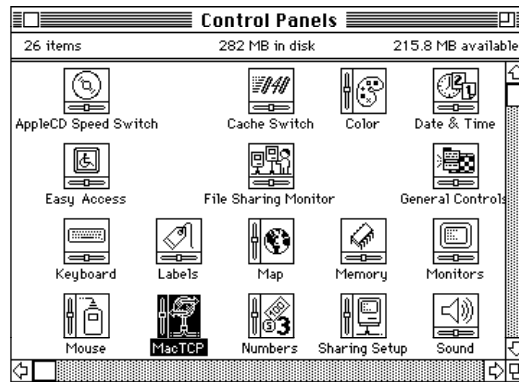 Control Panels
26 items 282 MB in disk 215.8 MB available
AppleCD Speed Switch Cache Switch Color Date & Time
Easy Access File Sharing Monitor General Controls
Keyboard Labels Map Memory Monitors
Mouse MacTCP Numbers Sharing Setup Sound